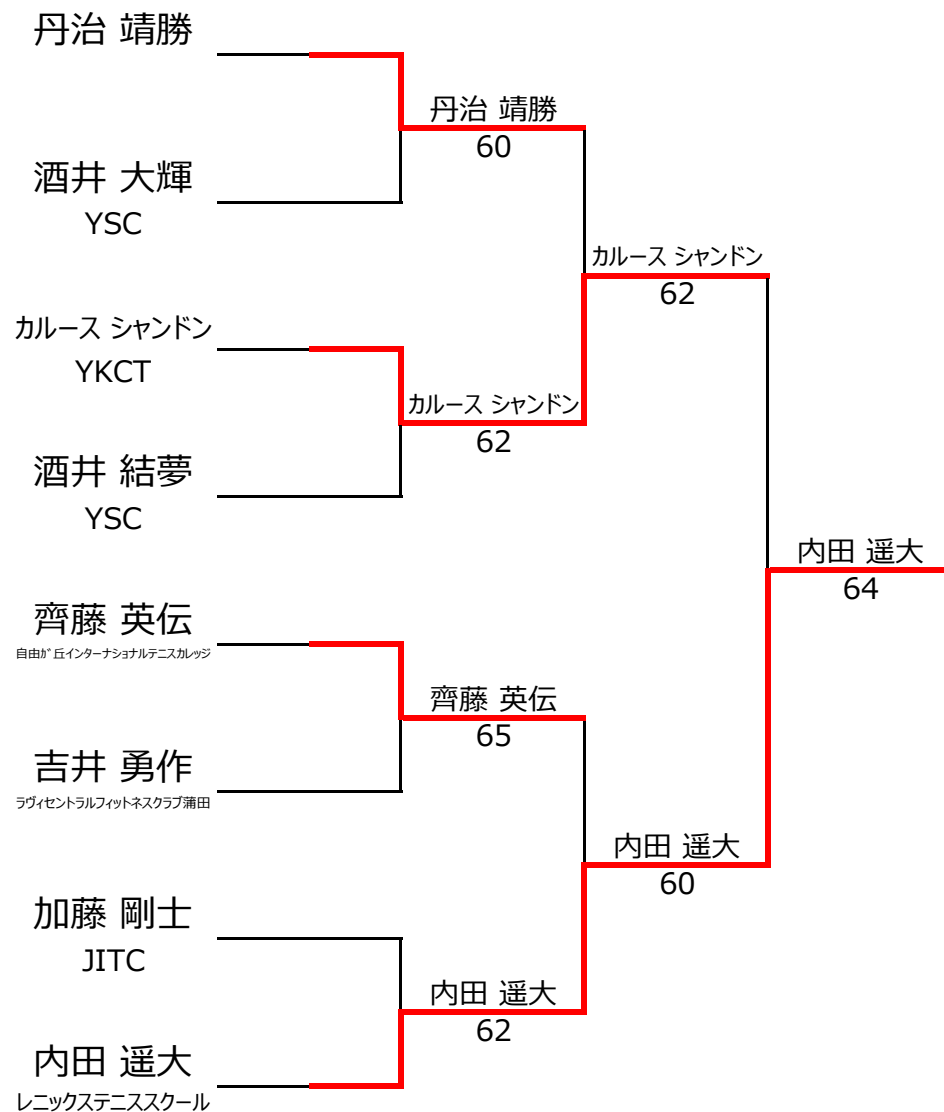 丹治 靖勝
酒井 大輝
YSC
カルース シャンドン
YKCT
酒井 結夢
YSC
齊藤 英伝
自由が丘インターナショナルテニスカレッジ
吉井 勇作
ラヴィセントラルフィットネスクラブ蒲田
加藤 剛士
JITC
内田 遥大
レニックステニススクール
丹治 靖勝
60
カルース シャンドン
62
齊藤 英伝
65
内田 遥大
62
カルース シャンドン
62
内田 遥大
60
内田 遥大
64